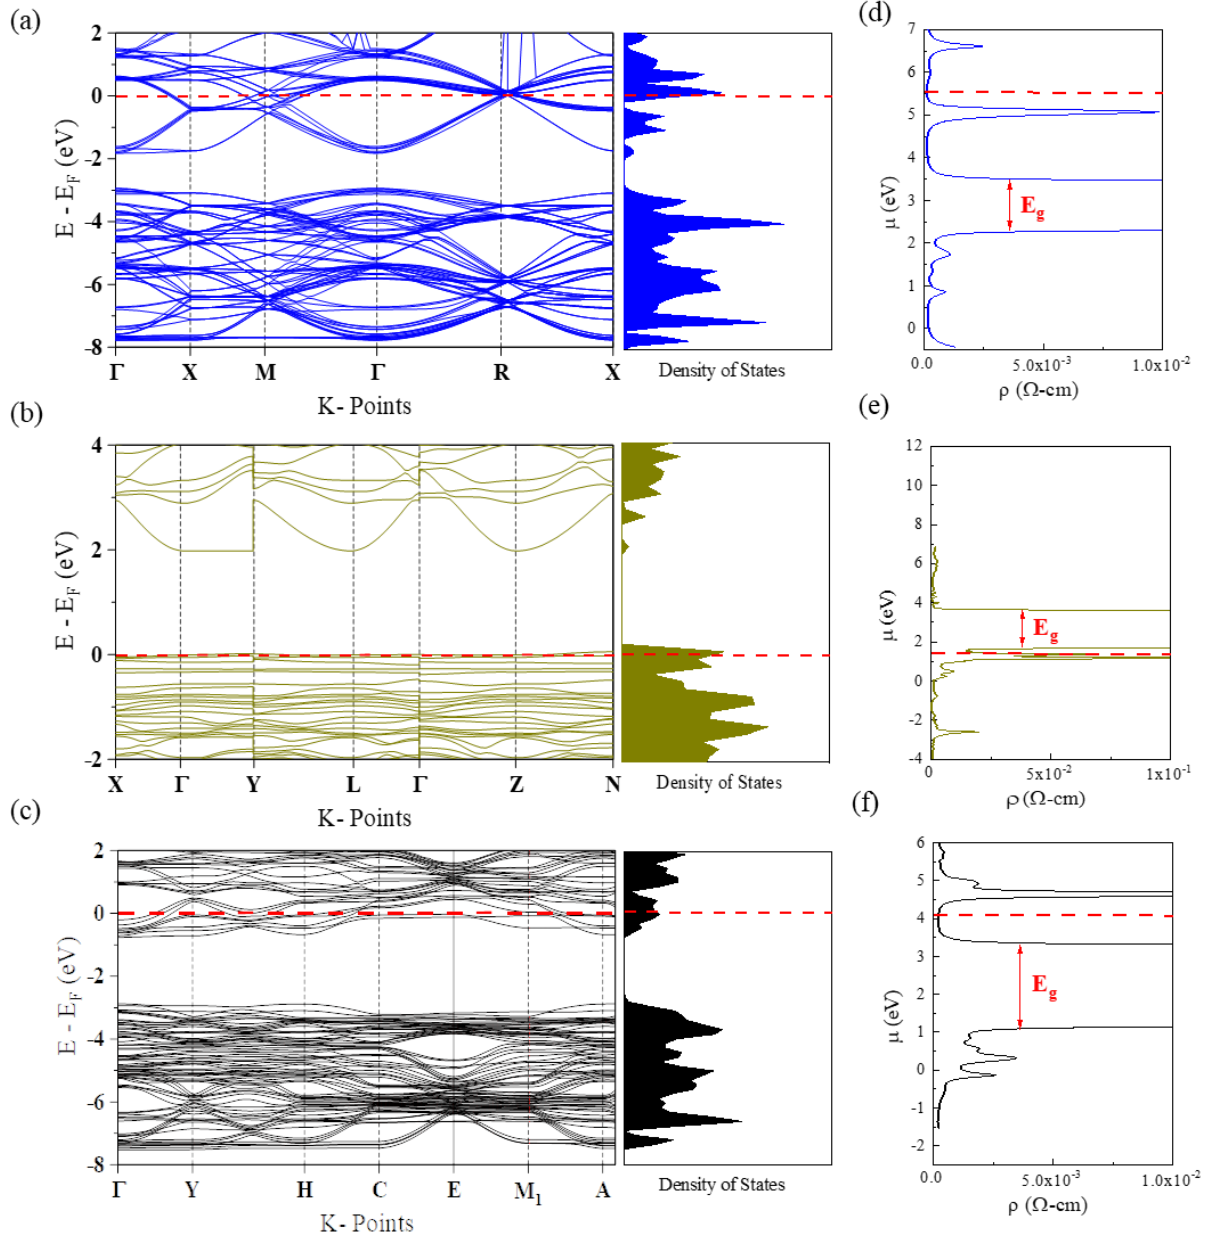 (a)
E - E_F (eV)
2
0
-2
-4
-6
-8
Γ X M Γ R X
K- Points
Density of States
(d)
μ (eV)
7
6
5
4
3
2
1
0
E_g
0.0 5.0x10⁻³ 1.0x10⁻²
ρ (Ω-cm)
(b)
E - E_F (eV)
4
2
0
-2
X Γ Y L Γ Z N
K- Points
Density of States
(e)
μ (eV)
12
10
8
6
4
2
0
-2
-4
E_g
0 5x10⁻² 1x10⁻¹
ρ (Ω-cm)
(c)
E - E_F (eV)
2
0
-2
-4
-6
-8
Γ Y H C E M₁ A
K- Points
Density of States
(f)
μ (eV)
6
5
4
3
2
1
0
-1
-2
E_g
0.0 5.0x10⁻³ 1.0x10⁻²
ρ (Ω-cm)